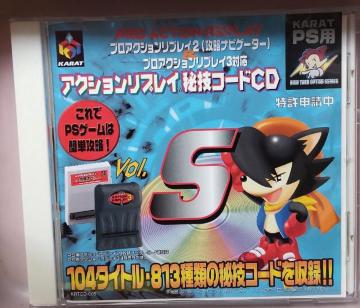 KARAT
PRO ACTION REPLAY
プロアクションリプレイ2(攻略ナビゲーター)
プロアクションリプレイ3対応
アクションリプレイ 秘技コードCD
KARAT
PS用
特許申請中
これで
PSゲームは
簡単攻略!
Vol.
5
104タイトル・813種類の秘技コードを収録!!